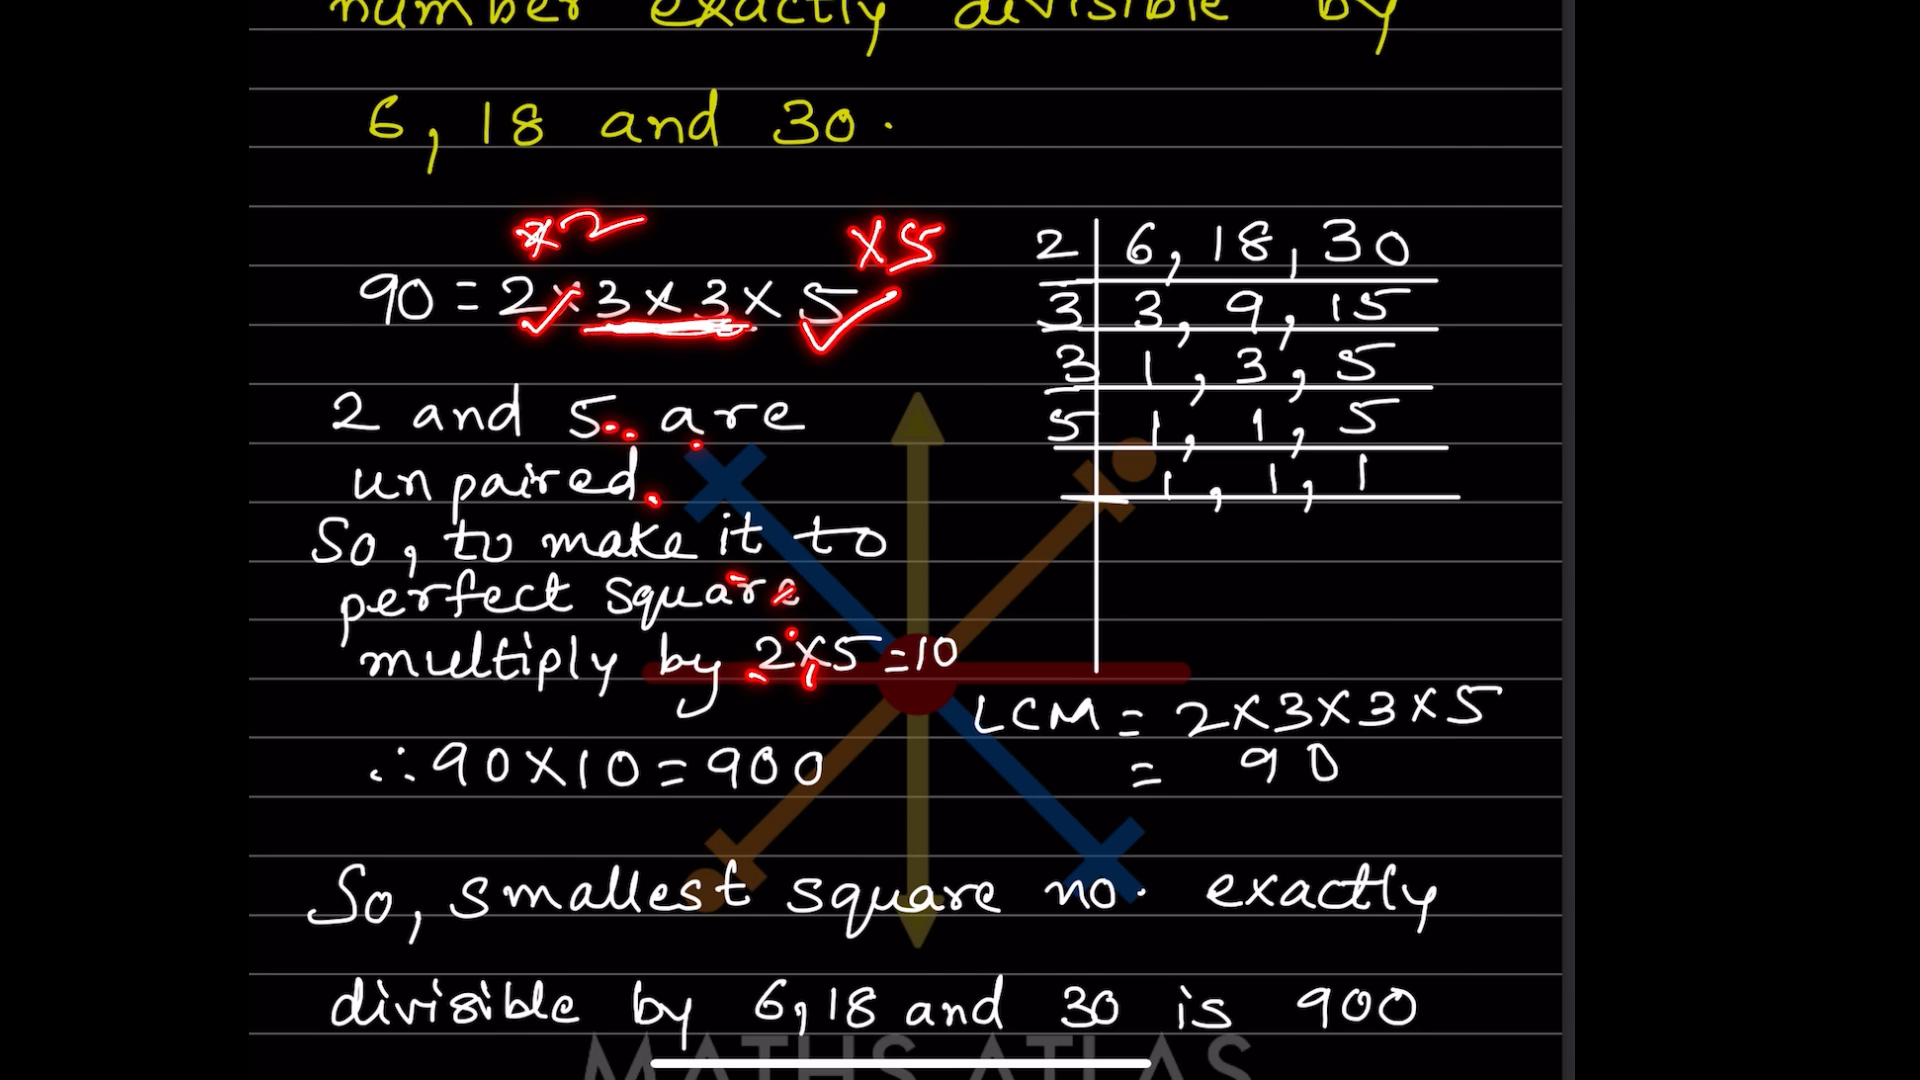 number exactly divisible by
6, 18 and 30.
×2 ×5
90 = 2×3×3×5
2 and 5 are
unpaired.
So, to make it to
perfect square
multiply by 2×5=10
∴ 90×10=900
2 | 6, 18, 30
3 | 3, 9, 15
3 | 1, 3, 5
5 | 1, 1, 5
| 1, 1, 1
LCM = 2×3×3×5
= 90
So, smallest square no. exactly
divisible by 6, 18 and 30 is 900
MATHS ATLAS